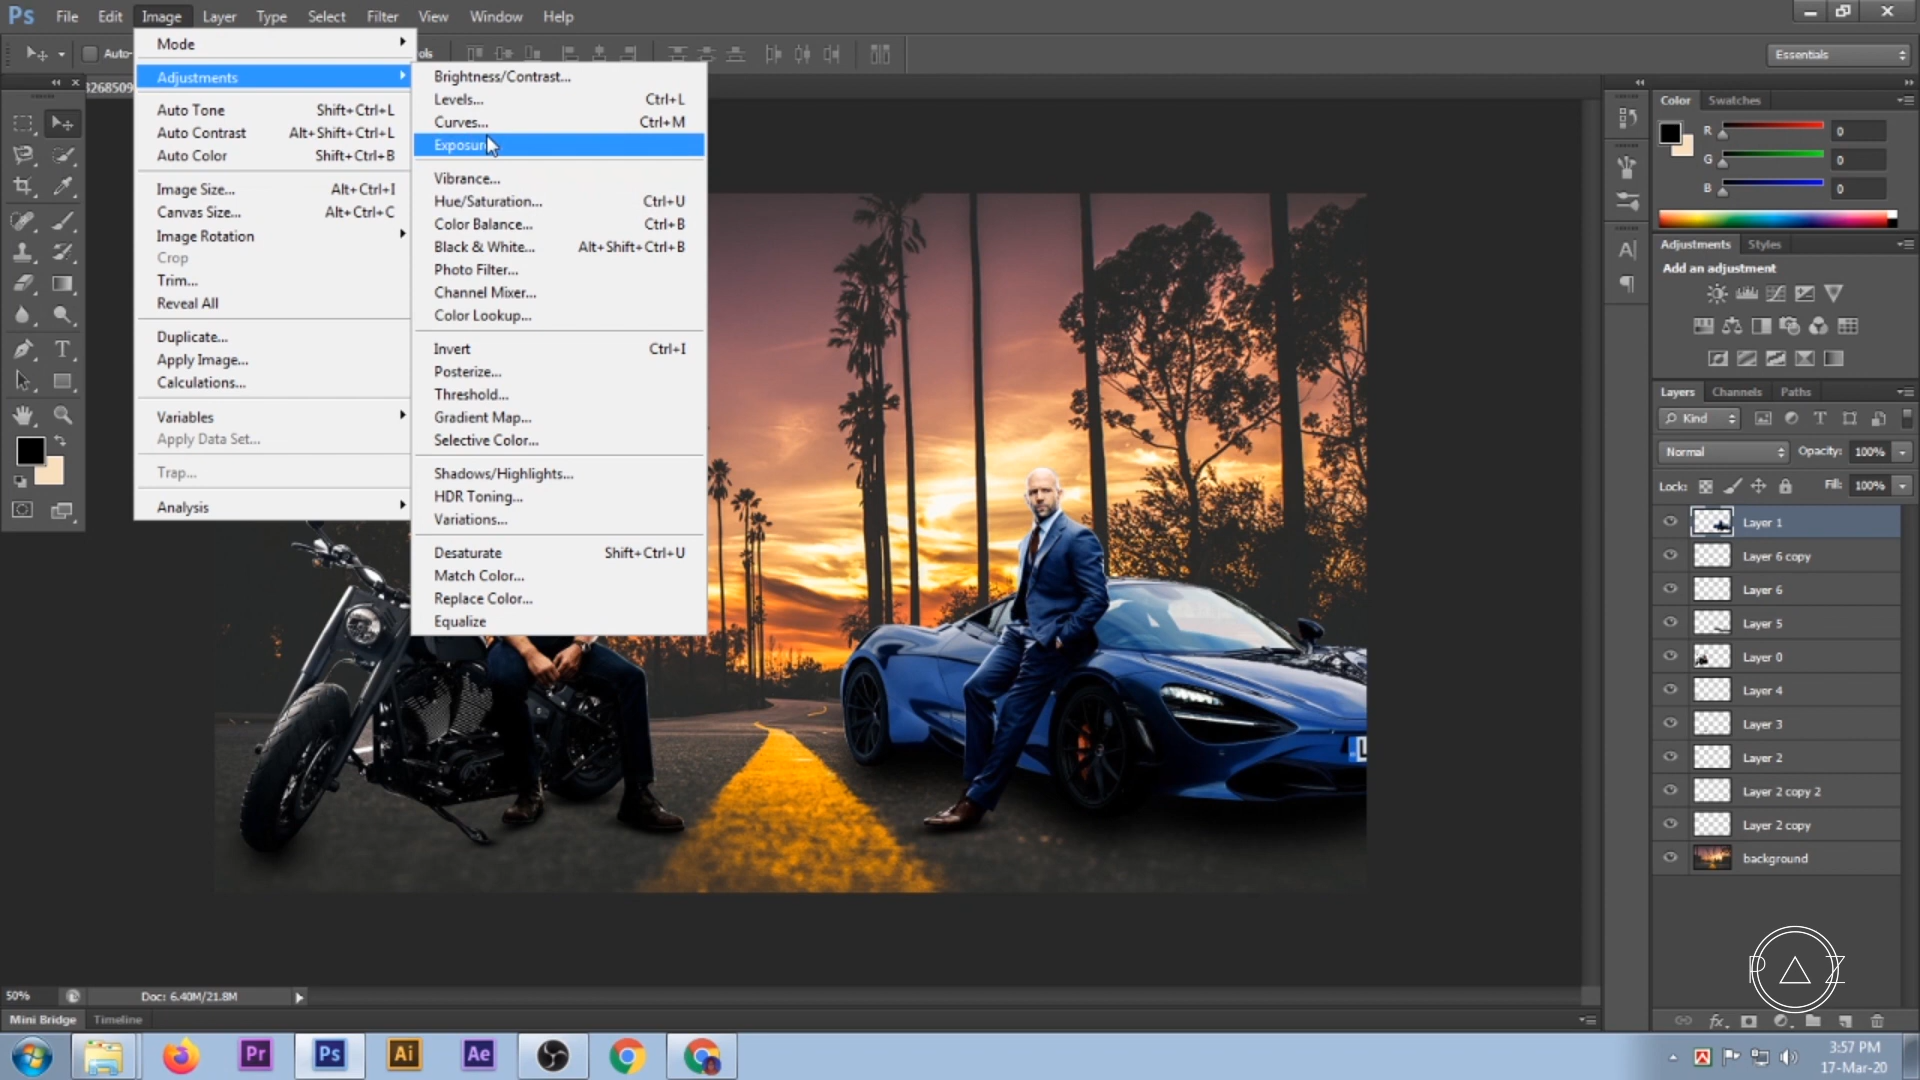 Ps File Edit Image Layer Type Select Filter View Window Help
Auto-
Essentials
3268509
Mode
Adjustments
Auto Tone Shift+Ctrl+L
Auto Contrast Alt+Shift+Ctrl+L
Auto Color Shift+Ctrl+B
Image Size... Alt+Ctrl+I
Canvas Size... Alt+Ctrl+C
Image Rotation
Crop
Trim...
Reveal All
Duplicate...
Apply Image...
Calculations...
Variables
Apply Data Set...
Trap...
Analysis
Brightness/Contrast...
Levels... Ctrl+L
Curves... Ctrl+M
Exposur
Vibrance...
Hue/Saturation... Ctrl+U
Color Balance... Ctrl+B
Black & White... Alt+Shift+Ctrl+B
Photo Filter...
Channel Mixer...
Color Lookup...
Invert Ctrl+I
Posterize...
Threshold...
Gradient Map...
Selective Color...
Shadows/Highlights...
HDR Toning...
Variations...
Desaturate Shift+Ctrl+U
Match Color...
Replace Color...
Equalize
Color Swatches
R 0
G 0
B 0
Adjustments Styles
Add an adjustment
Layers Channels Paths
Kind
Normal Opacity: 100%
Lock: Fill: 100%
Layer 1
Layer 6 copy
Layer 6
Layer 5
Layer 0
Layer 4
Layer 3
Layer 2
Layer 2 copy 2
Layer 2 copy
background
P Z
50% Doc: 6.40M/21.8M
Mini Bridge Timeline
Pr Ps Ai Ae
3:57 PM
17-Mar-20